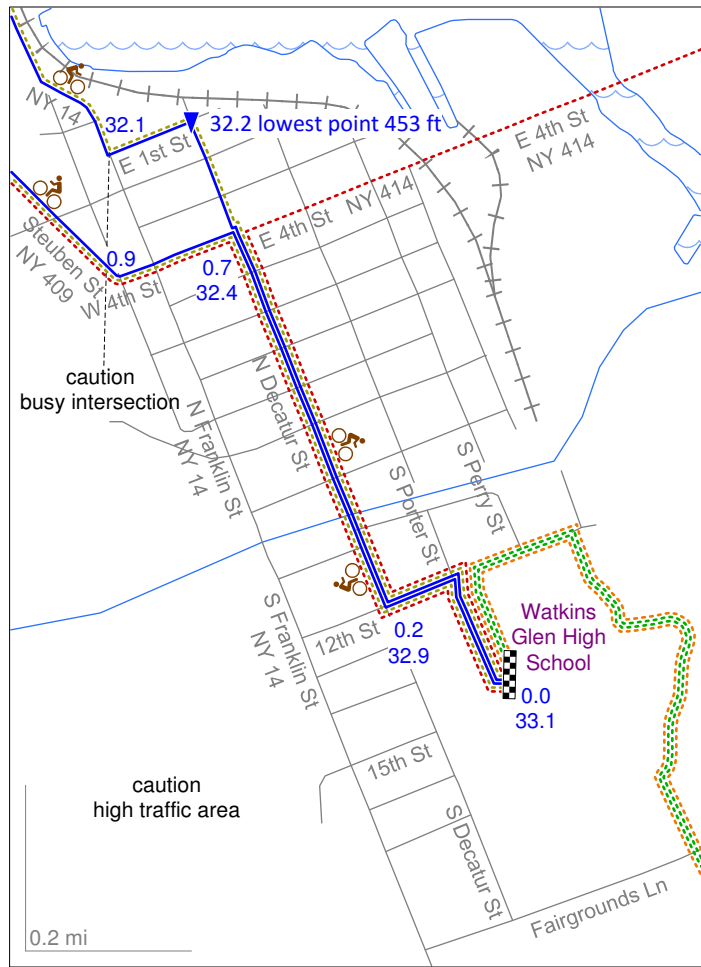 NY 14
32.1
E 1st St
32.2 lowest point 453 ft
E 4th St
NY 414
NY 414
E 4th St
Steuben St
NY 409
0.9
W 4th St
0.7
32.4
caution
busy intersection
N Decatur St
N Franklin St
NY 14
S Porter St
S Perry St
S Franklin St
NY 14
12th St
0.2
32.9
Watkins
Glen High
School
0.0
33.1
15th St
caution
high traffic area
S Decatur St
Fairgrounds Ln
0.2 mi